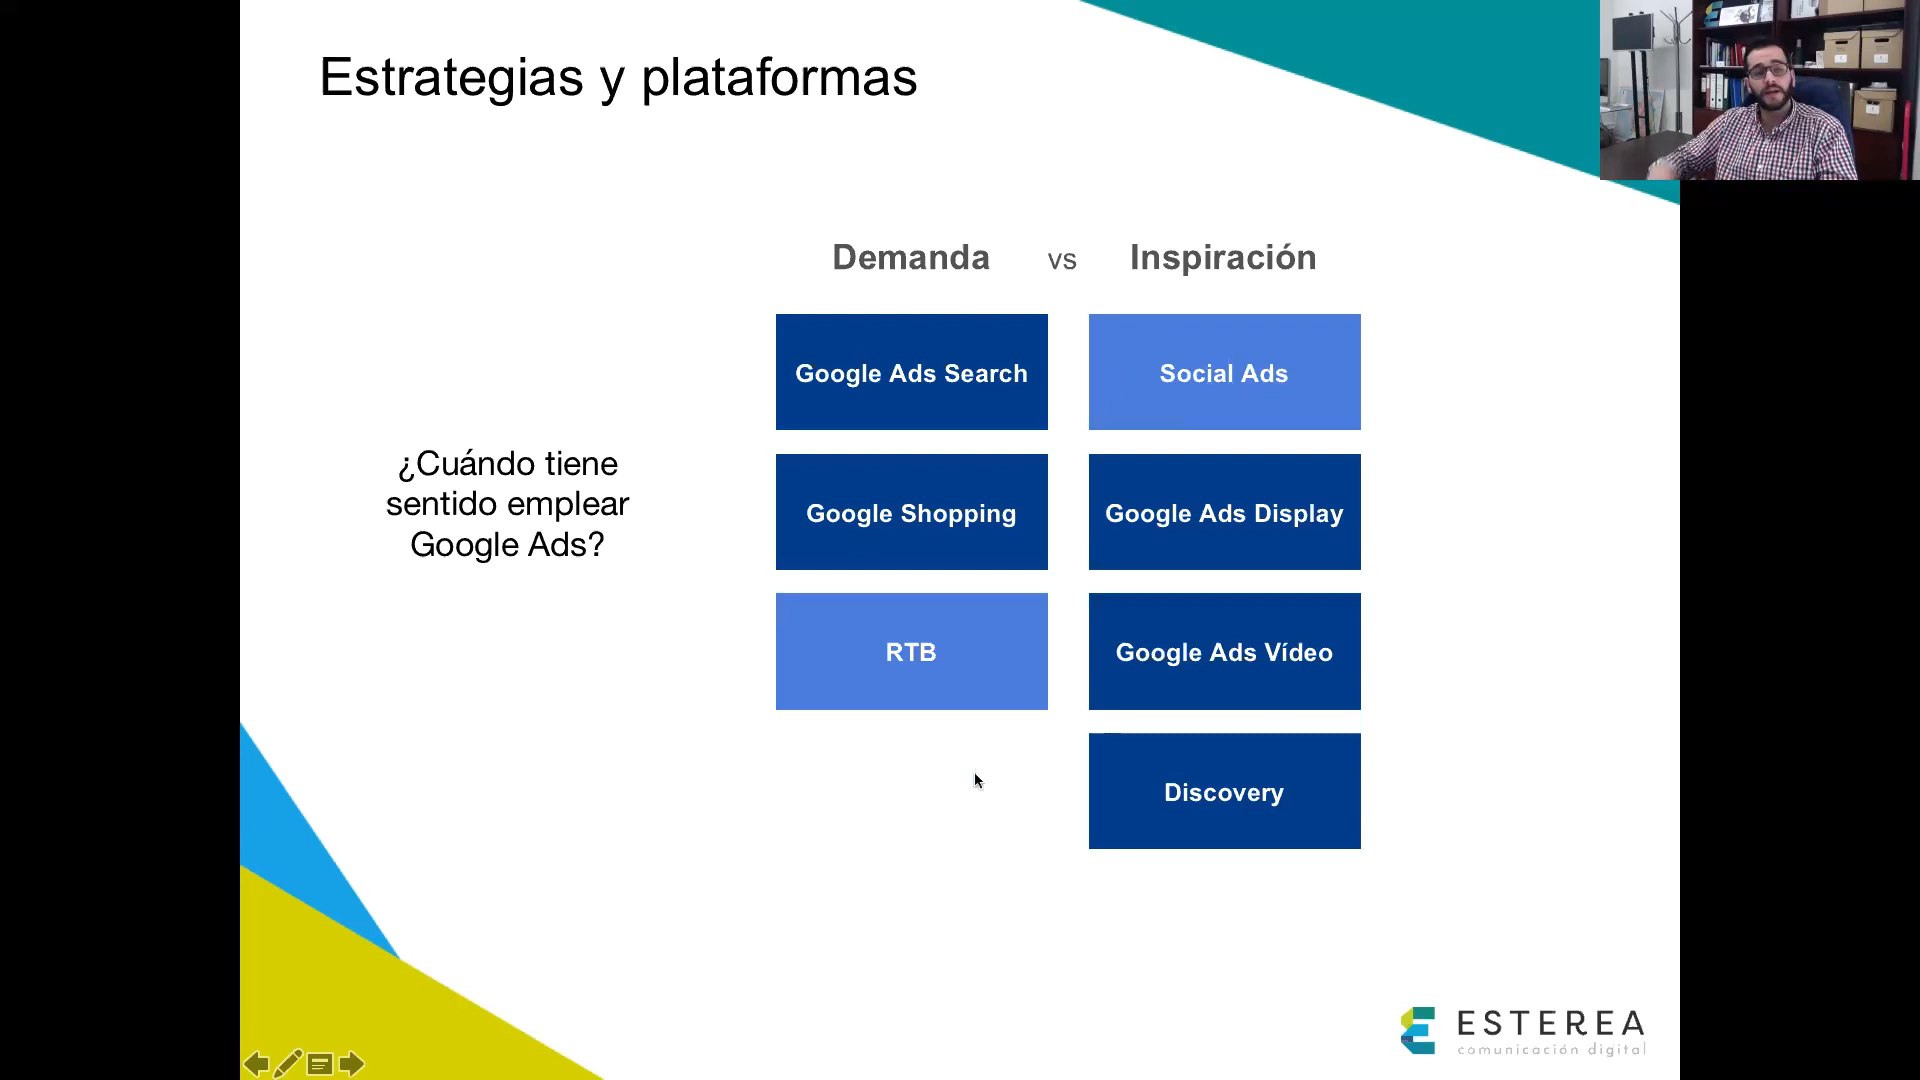 Estrategias y plataformas
Demanda vs Inspiración
Google Ads Search
Social Ads
¿Cuándo tiene
sentido emplear
Google Ads?
Google Shopping
Google Ads Display
RTB
Google Ads Vídeo
Discovery
ESTEREA
comunicación digital